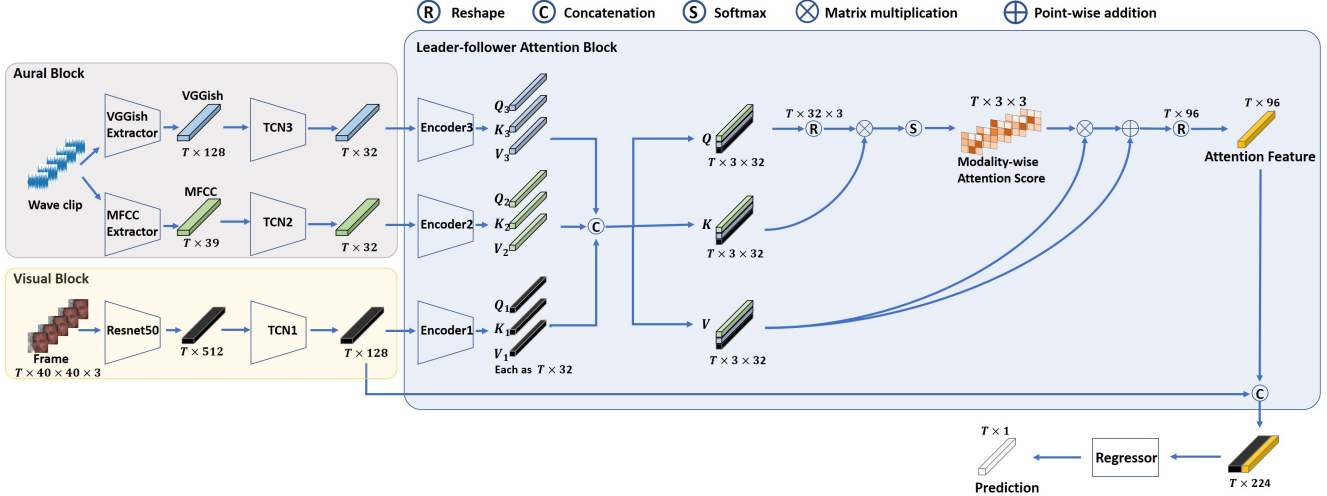 R Reshape
C Concatenation
S Softmax
Matrix multiplication
Point-wise addition
Leader-follower Attention Block
Aural Block
VGGish
Extractor
VGGish
T × 128
TCN3
T × 32
Wave clip
MFCC
Extractor
MFCC
T × 39
TCN2
T × 32
Visual Block
Frame
T × 40 × 40 × 3
Resnet50
T × 512
TCN1
T × 128
Encoder3
Q3
K3
V3
Encoder2
Q2
K2
V2
Encoder1
Q1
K1
V1
Each as T × 32
C
Q
T × 3 × 32
K
T × 3 × 32
V
T × 3 × 32
T × 32 × 3
R
S
T × 3 × 3
Modality-wise
Attention Score
T × 96
R
T × 96
Attention Feature
C
T × 224
Regressor
T × 1
Prediction